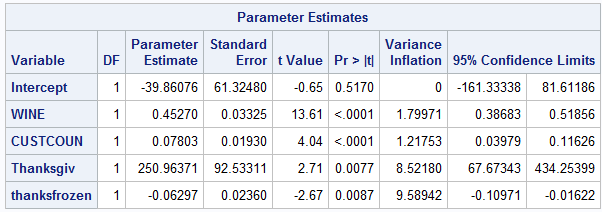 Parameter Estimates
Variable DF Parameter Estimate Standard Error t Value Pr > |t| Variance Inflation 95% Confidence Limits
Intercept 1 -39.86076 61.32480 -0.65 0.5170 0 -161.33338 81.61186
WINE 1 0.45270 0.03325 13.61 <.0001 1.79971 0.38683 0.51856
CUSTCOUN 1 0.07803 0.01930 4.04 <.0001 1.21753 0.03979 0.11626
Thanksgiv 1 250.96371 92.53311 2.71 0.0077 8.52180 67.67343 434.25399
thanksfrozen 1 -0.06297 0.02360 -2.67 0.0087 9.58942 -0.10971 -0.01622